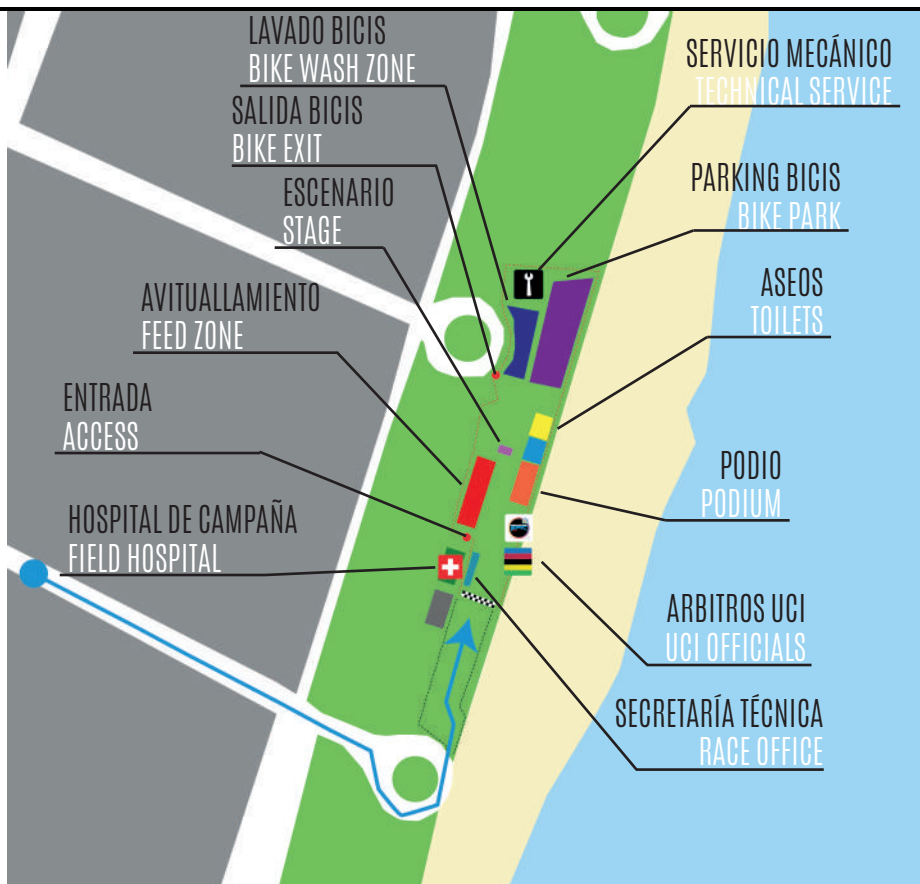 LAVADO BICIS
BIKE WASH ZONE
SALIDA BICIS
BIKE EXIT
ESCENARIO
STAGE
AVITUALLAMIENTO
FEED ZONE
ENTRADA
ACCESS
HOSPITAL DE CAMPAÑA
FIELD HOSPITAL
SERVICIO MECÁNICO
TECHNICAL SERVICE
PARKING BICIS
BIKE PARK
ASEOS
TOILETS
PODIO
PODIUM
ARBITROS UCI
UCI OFFICIALS
SECRETARÍA TÉCNICA
RACE OFFICE